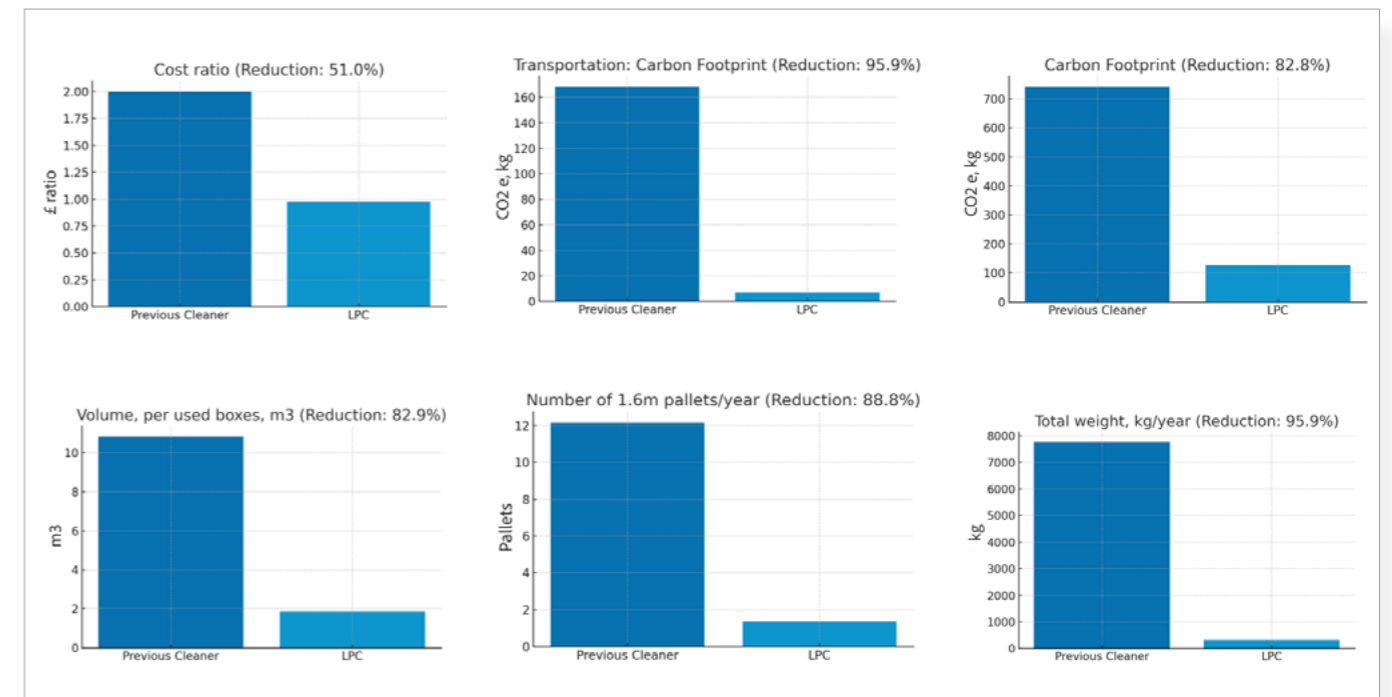 Cost ratio (Reduction: 51.0%)
£ ratio
2.00
1.75
1.50
1.25
1.00
0.75
0.50
0.25
0.00
Previous Cleaner LPC
Transportation: Carbon Footprint (Reduction: 95.9%)
CO2 e, kg
160
140
120
100
80
60
40
20
0
Previous Cleaner LPC
Carbon Footprint (Reduction: 82.8%)
CO2 e, kg
700
600
500
400
300
200
100
0
Previous Cleaner LPC
Volume, per used boxes, m3 (Reduction: 82.9%)
m3
10
8
6
4
2
0
Previous Cleaner LPC
Number of 1.6m pallets/year (Reduction: 88.8%)
Pallets
12
10
8
6
4
2
0
Previous Cleaner LPC
Total weight, kg/year (Reduction: 95.9%)
kg
8000
7000
6000
5000
4000
3000
2000
1000
0
Previous Cleaner LPC